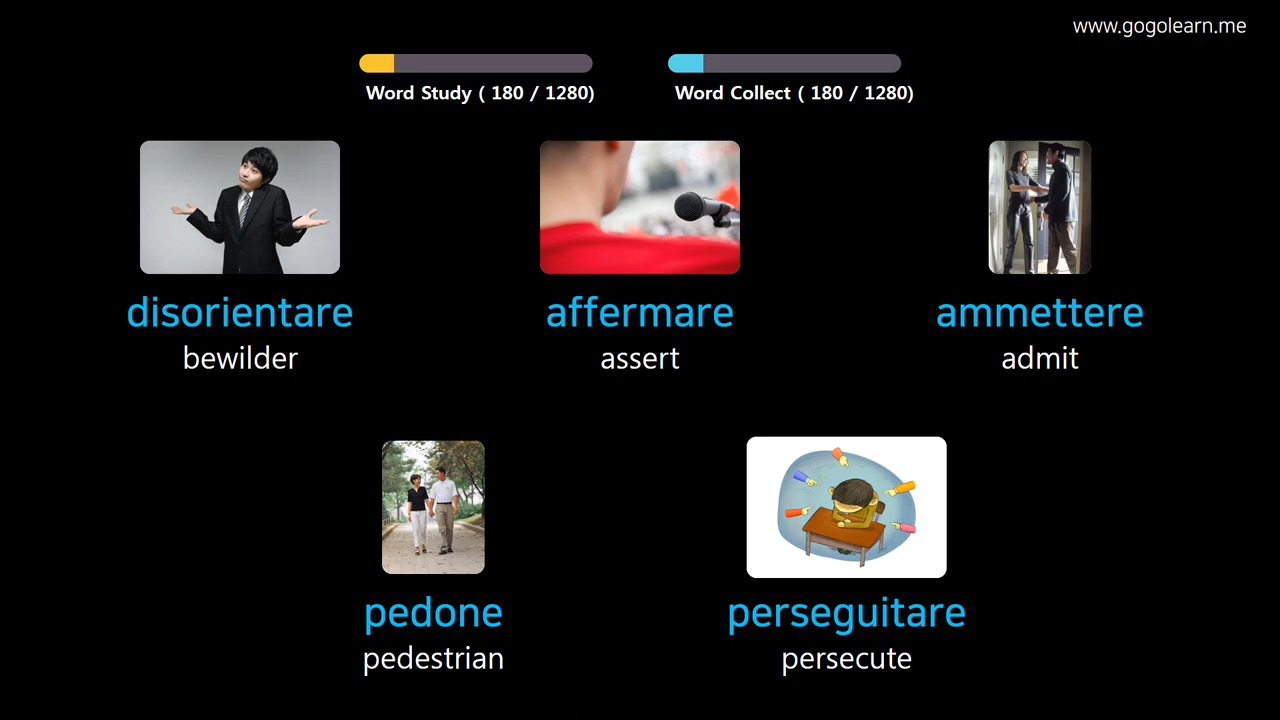 www.gogolearn.me
Word Study ( 180 / 1280)
Word Collect ( 180 / 1280)
disorientare
bewilder
affermare
assert
ammettere
admit
pedone
pedestrian
perseguitare
persecute